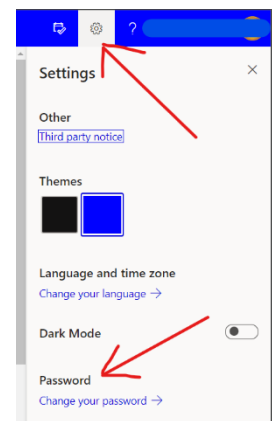 ?
Settings
Other
Third party notice
Themes
Language and time zone
Change your language →
Dark Mode
Password
Change your password →